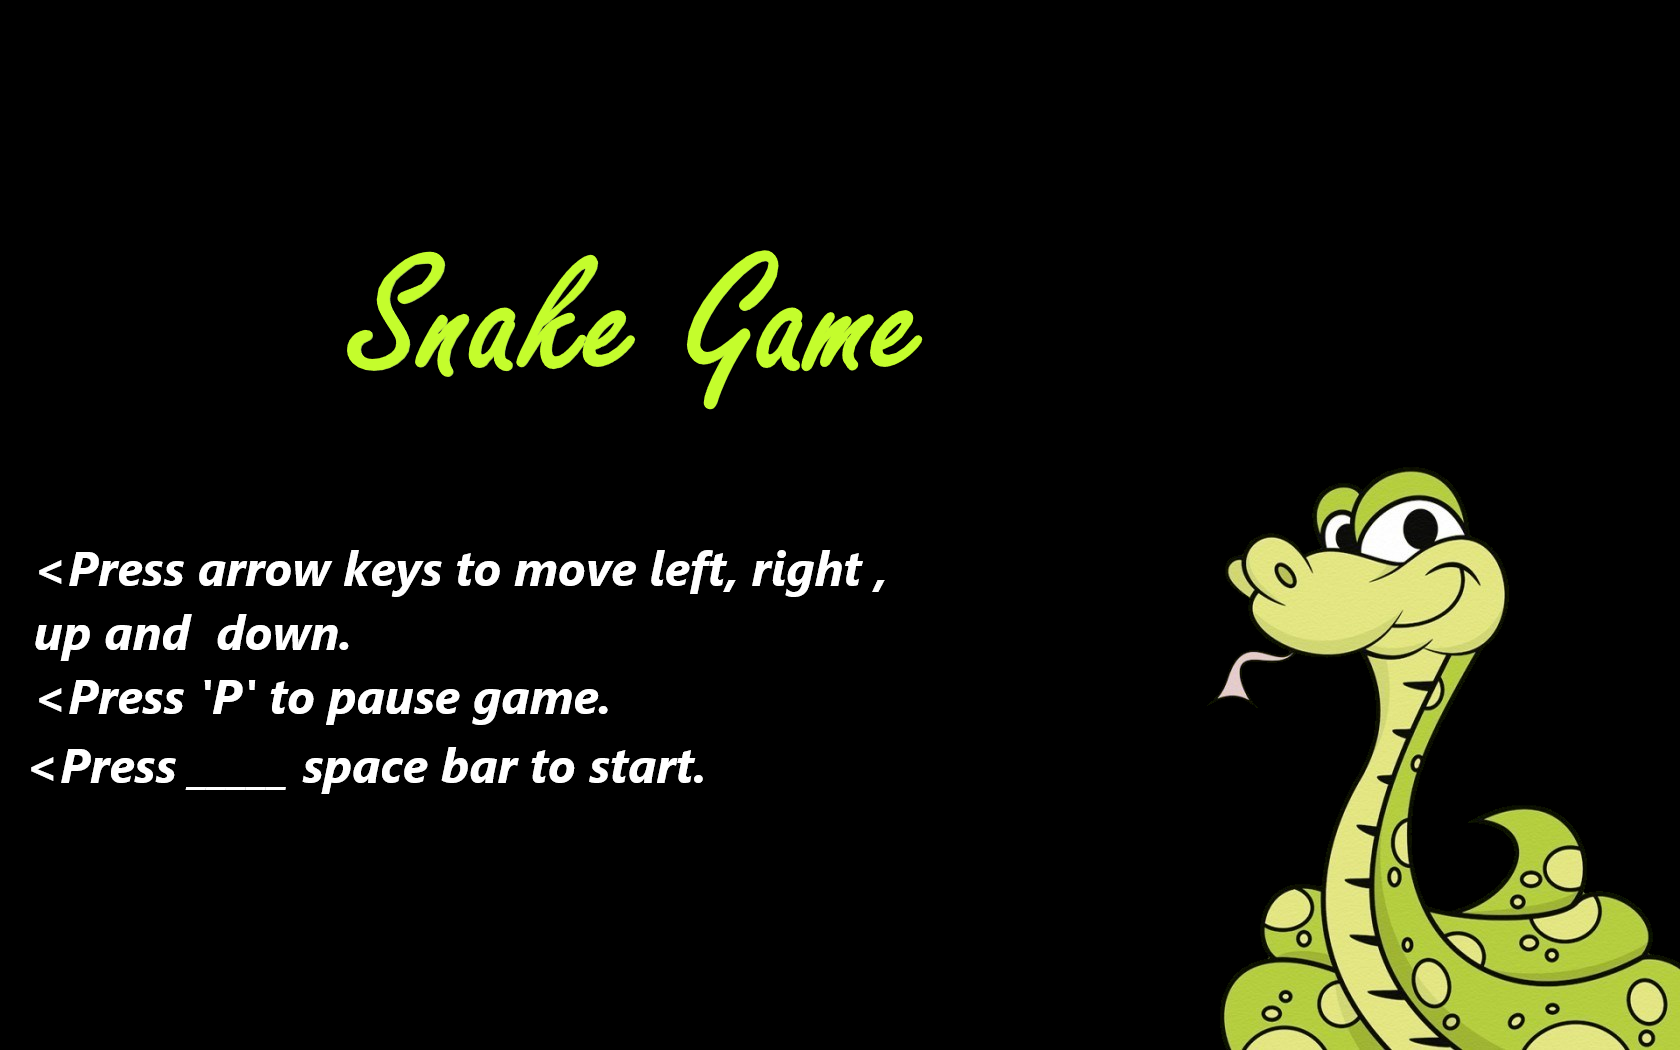 Snake Game
<Press arrow keys to move left, right ,
up and  down.
<Press 'P' to pause game.
<Press ____ space bar to start.